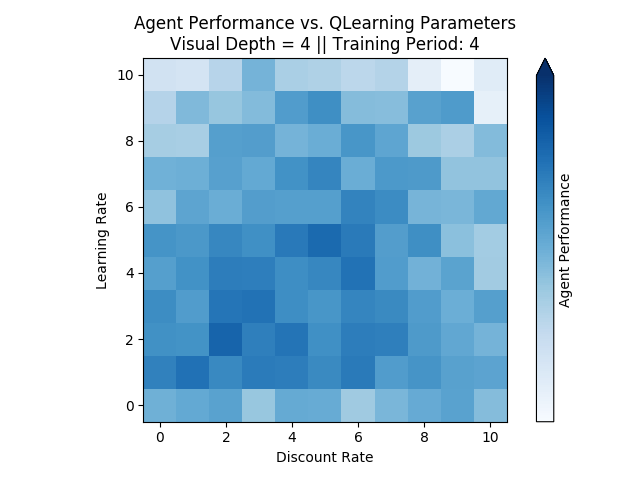 Agent Performance vs. QLearning Parameters
Visual Depth = 4 || Training Period: 4
10
8
6
4
2
0
Learning Rate
0 2 4 6 8 10
Discount Rate
Agent Performance